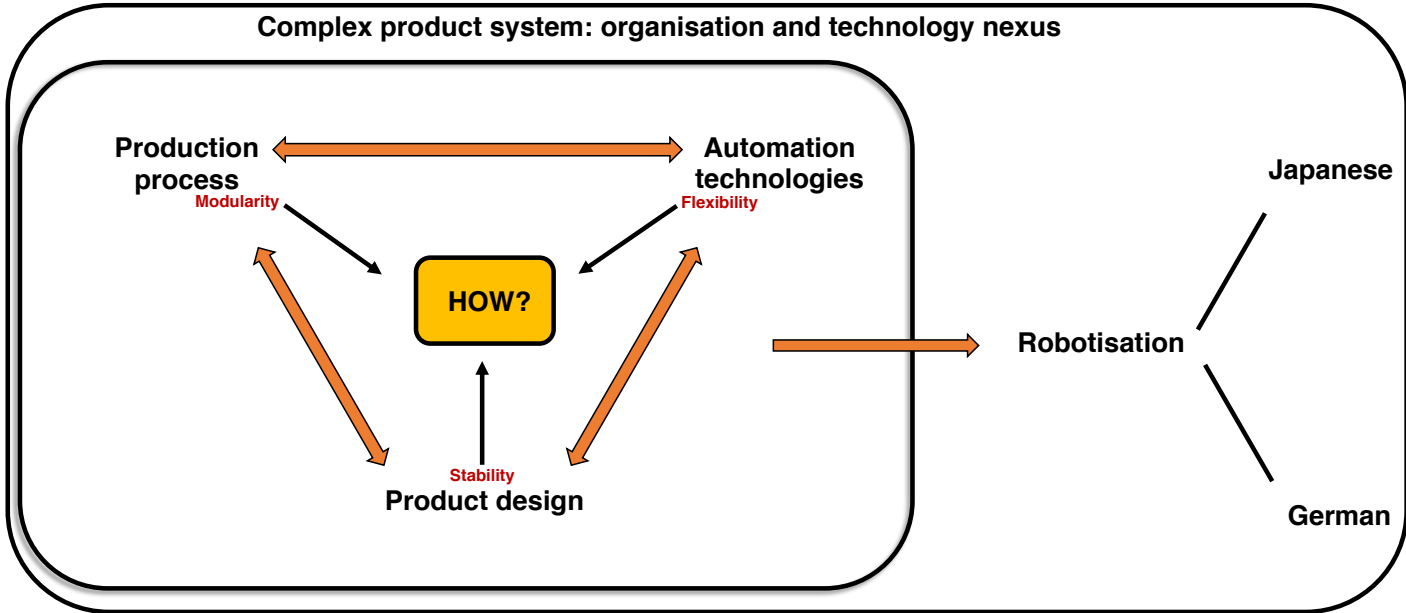 Complex product system: organisation and technology nexus
Production
process
Modularity
Automation
technologies
Flexibility
HOW?
Stability
Product design
Robotisation
Japanese
German